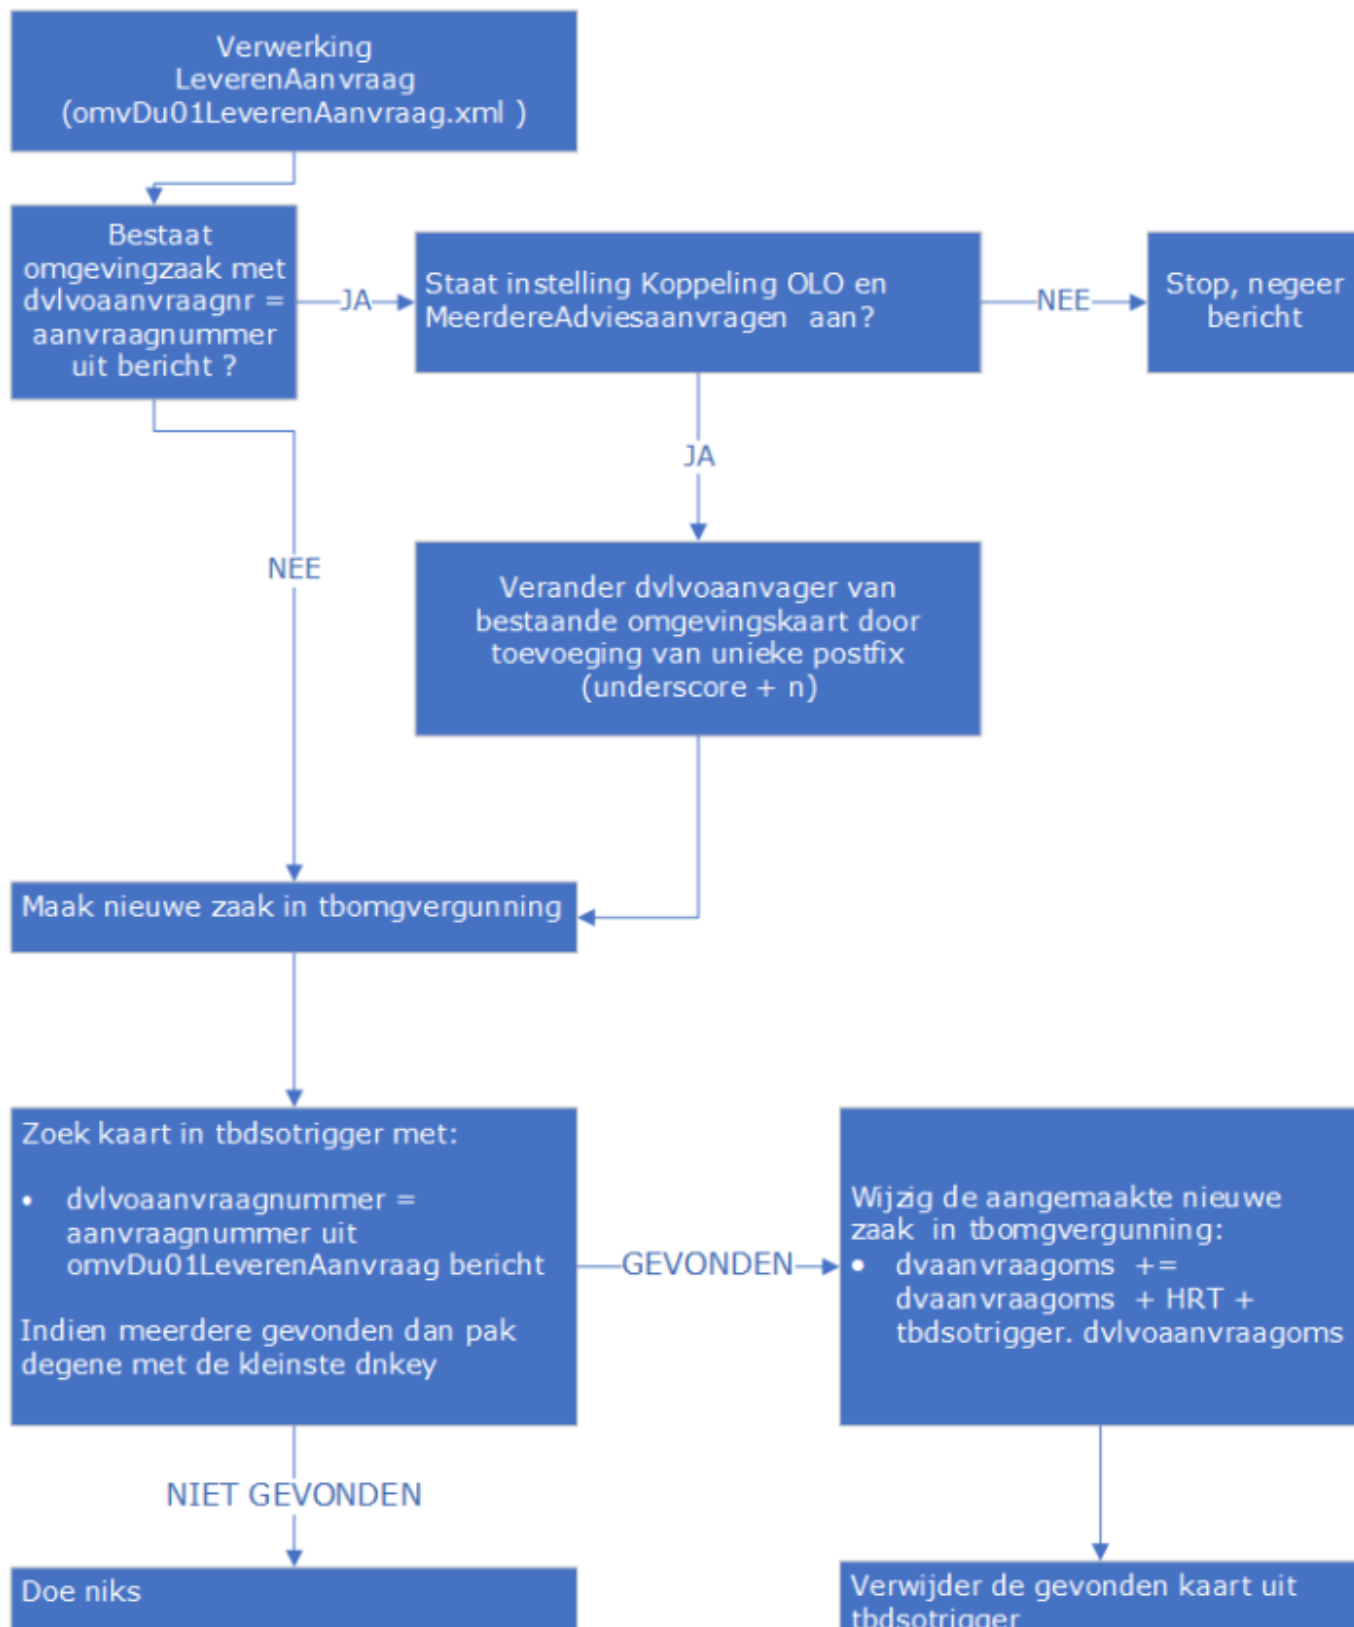 Verwerking
LeverenAanvraag
(omvDu01LeverenAanvraag.xml )
Bestaat
omgevingzaak met
dvlvoaanvraagnr =
aanvraagnummer
uit bericht ?
JA
Staat instelling Koppeling OLO en
MeerdereAdviesaanvragen aan?
NEE
Stop, negeer
bericht
JA
NEE
Verander dvlvoaanvager van
bestaande omgevingskaart door
toevoeging van unieke postfix
(underscore + n)
Maak nieuwe zaak in tbomgvergunning
Zoek kaart in tbdsotrigger met:
• dvlvoaanvraagnummer =
aanvraagnummer uit
omvDu01LeverenAanvraag bericht
Indien meerdere gevonden dan pak
degene met de kleinste dnkey
GEVONDEN
Wijzig de aangemaakte nieuwe
zaak in tbomgvergunning:
• dvaanvraagoms +=
dvaanvraagoms + HRT +
tbdsotrigger. dvlvoaanvraagoms
NIET GEVONDEN
Doe niks
Verwijder de gevonden kaart uit
tbdsotrigger